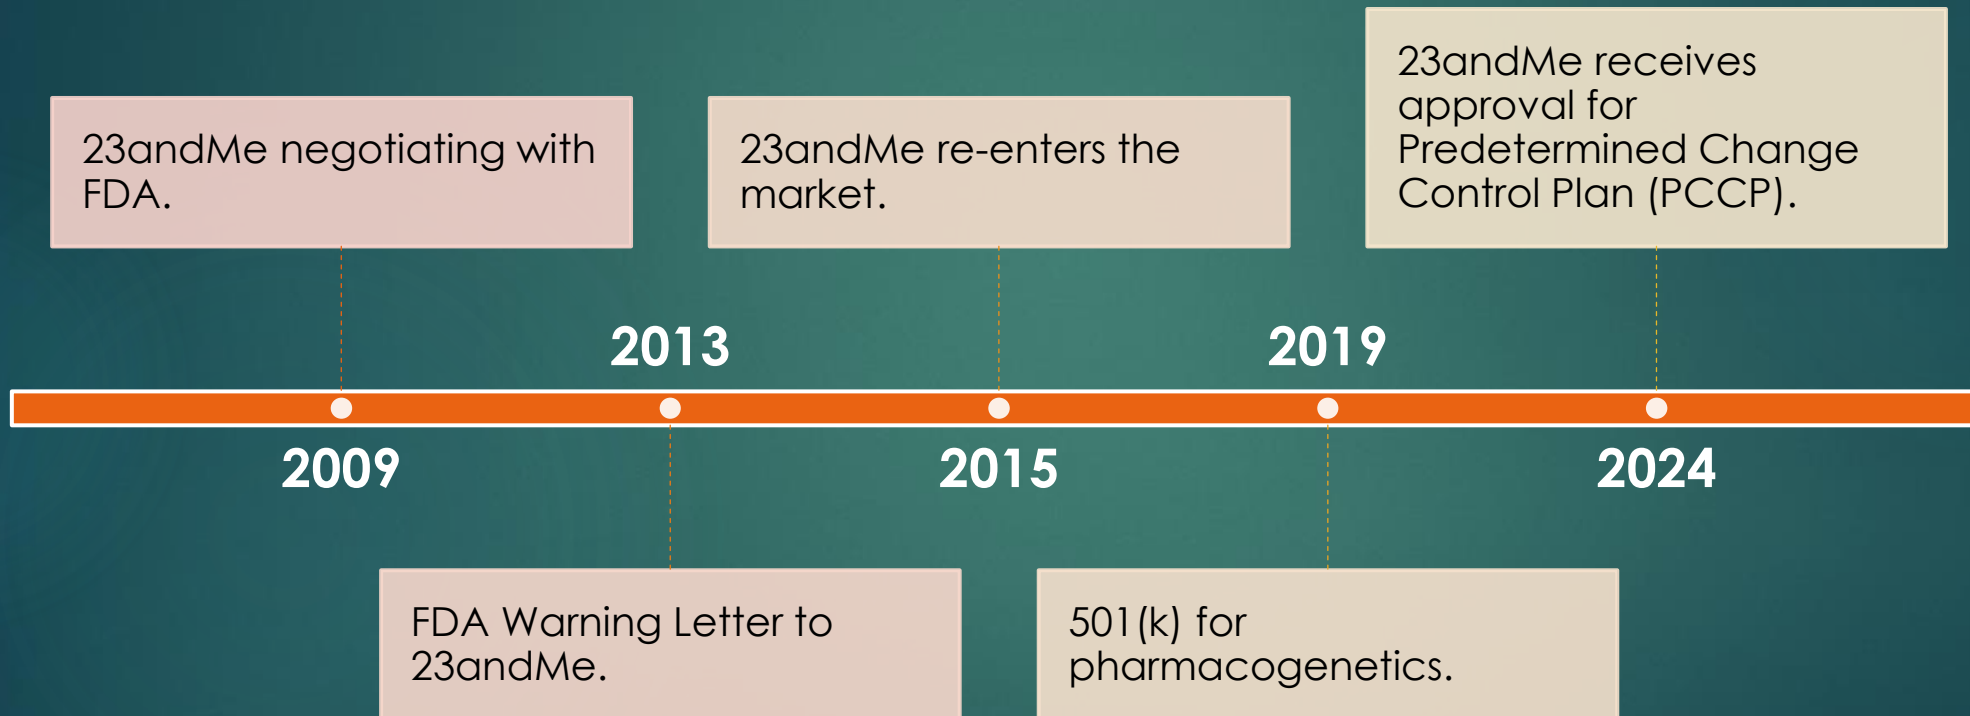 23andMe negotiating with
FDA.
23andMe re-enters the
market.
23andMe receives
approval for
Predetermined Change
Control Plan (PCCP).
2013
2019
2009
2015
2024
FDA Warning Letter to
23andMe.
501(k) for
pharmacogenetics.